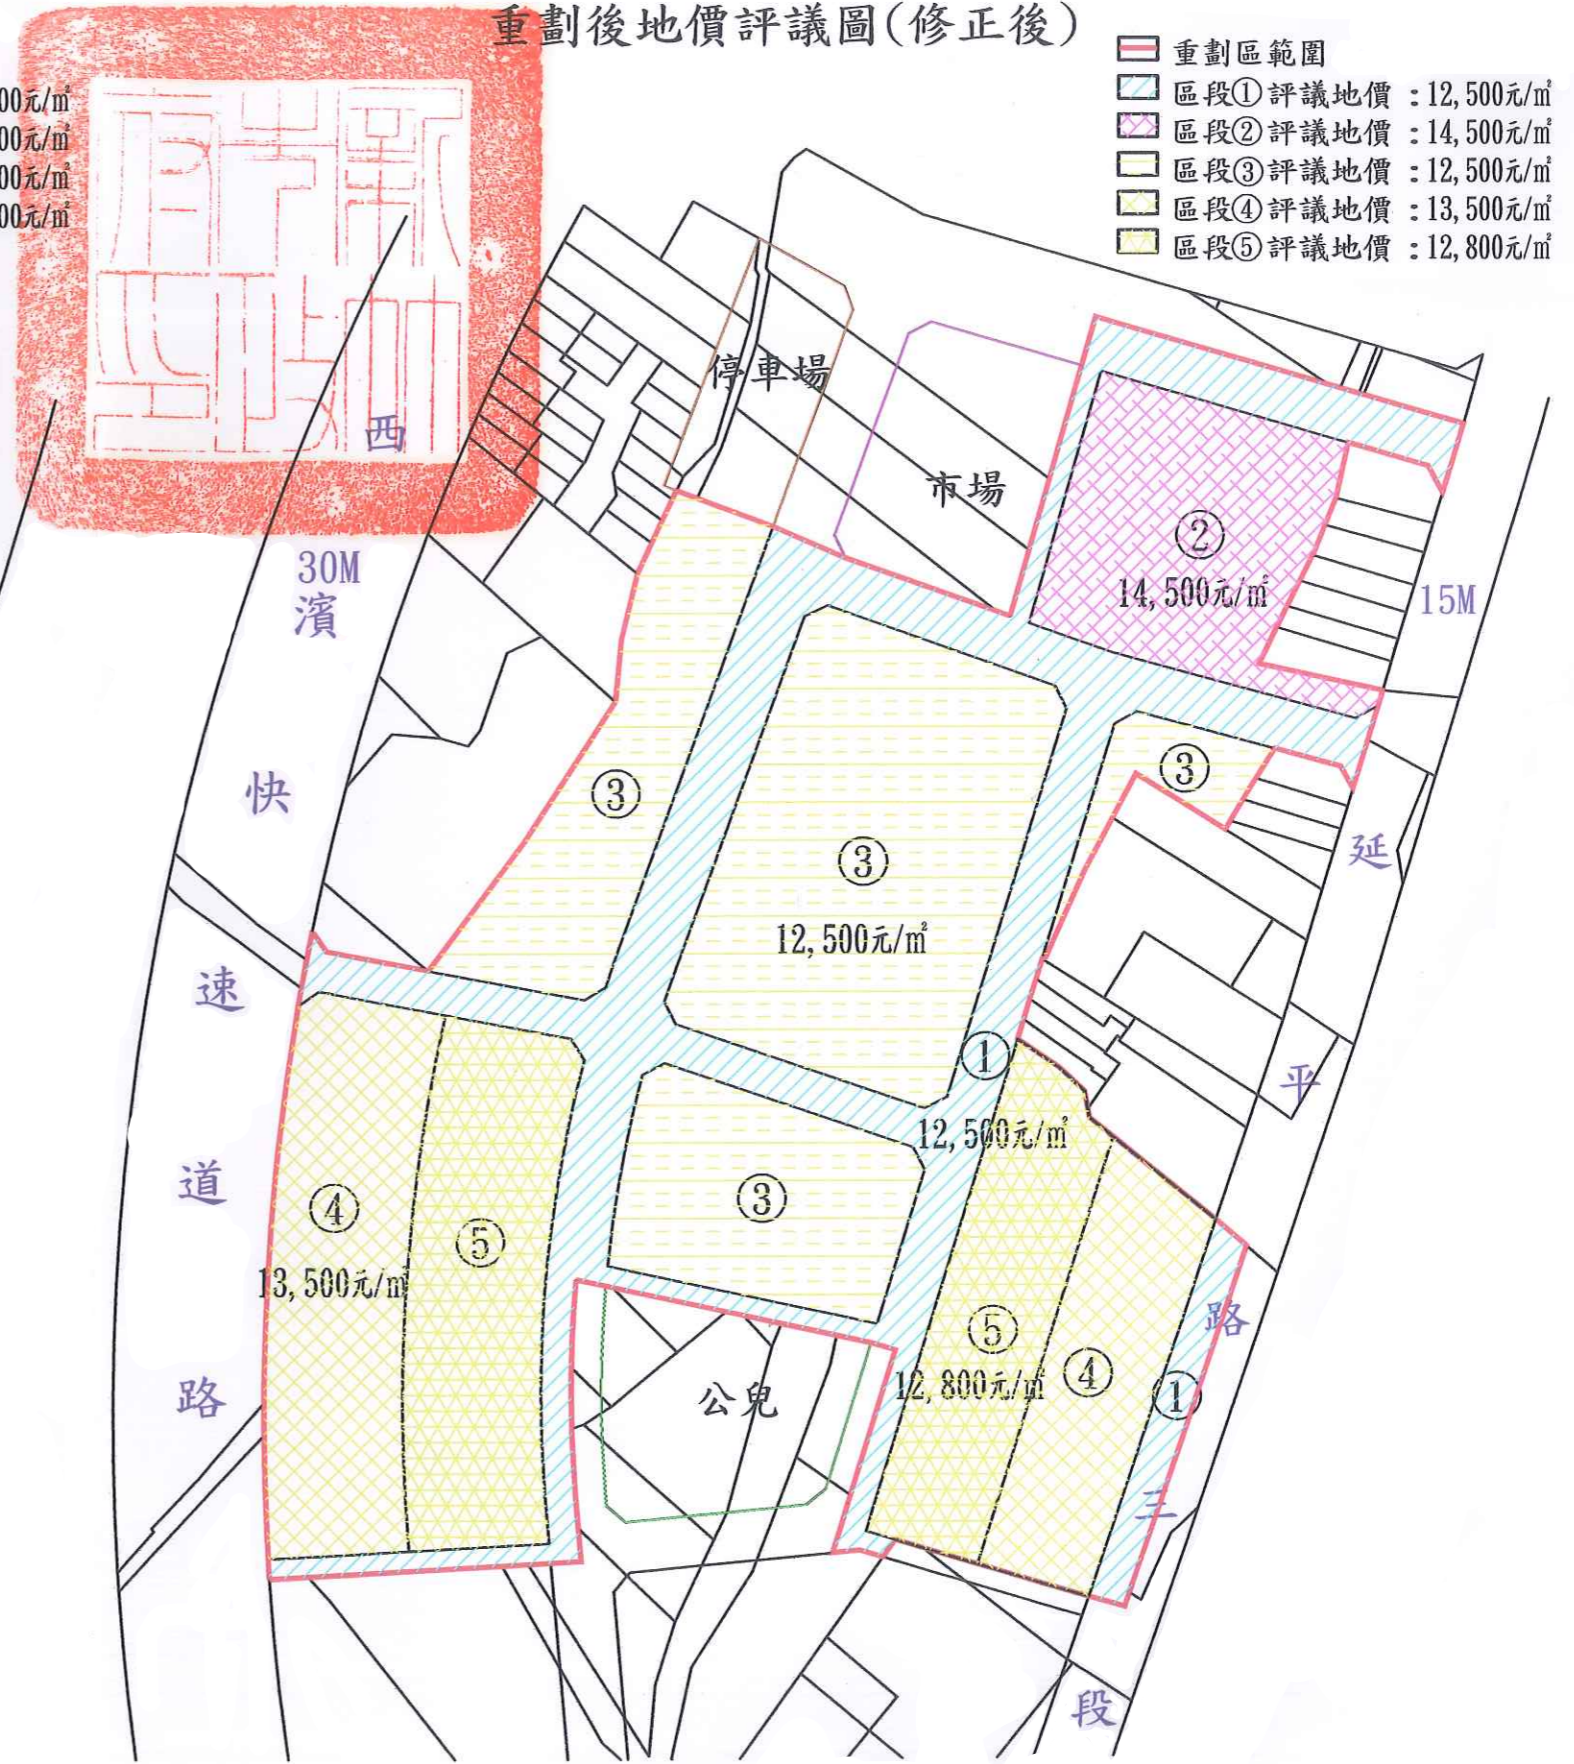 重劃後地價評議圖(修正後)
重劃區範圍
區段①評議地價：12,500元/㎡
區段②評議地價：14,500元/㎡
區段③評議地價：12,500元/㎡
區段④評議地價：13,500元/㎡
區段⑤評議地價：12,800元/㎡
00元/㎡
00元/㎡
00元/㎡
00元/㎡
停車場
市場
西
30M
濱
快
速
道
路
②
14,500元/㎡
15M
③
③
③
12,500元/㎡
延
平
路
三
段
①
12,500元/㎡
③
④
13,500元/㎡
⑤
⑤
12,800元/㎡
④
①
公兒